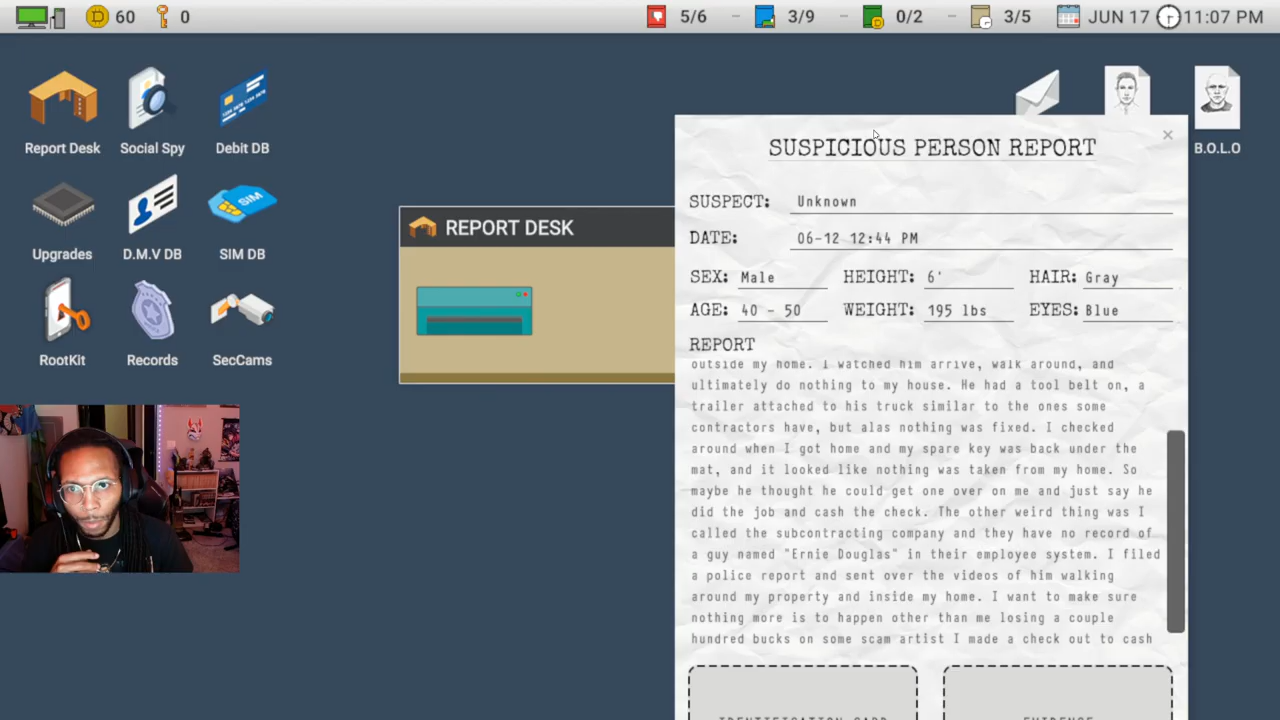 60
0
5/6
3/9
0/2
3/5
JUN 17
11:07 PM
Report Desk
Social Spy
Debit DB
Upgrades
D.M.V DB
SIM DB
RootKit
Records
SecCams
B.O.L.O
REPORT DESK
SUSPICIOUS PERSON REPORT
SUSPECT: Unknown
DATE: 06-12 12:44 PM
SEX: Male HEIGHT: 6' HAIR: Gray
AGE: 40 - 50 WEIGHT: 195 lbs EYES: Blue
REPORT
outside my home. I watched him arrive, walk around, and
ultimately do nothing to my house. He had a tool belt on, a
trailer attached to his truck similar to the ones some
contractors have, but alas nothing was fixed. I checked
around when I got home and my spare key was back under the
mat, and it looked like nothing was taken from my home. So
maybe he thought he could get one over on me and just say he
did the job and cash the check. The other weird thing was I
called the subcontracting company and they have no record of
a guy named "Ernie Douglas" in their employee system. I filed
a police report and sent over the videos of him walking
around my property and inside my home. I want to make sure
nothing more is to happen other than me losing a couple
hundred bucks on some scam artist I made a check out to cash
IDENTIFICATION CARD
EVIDENCE